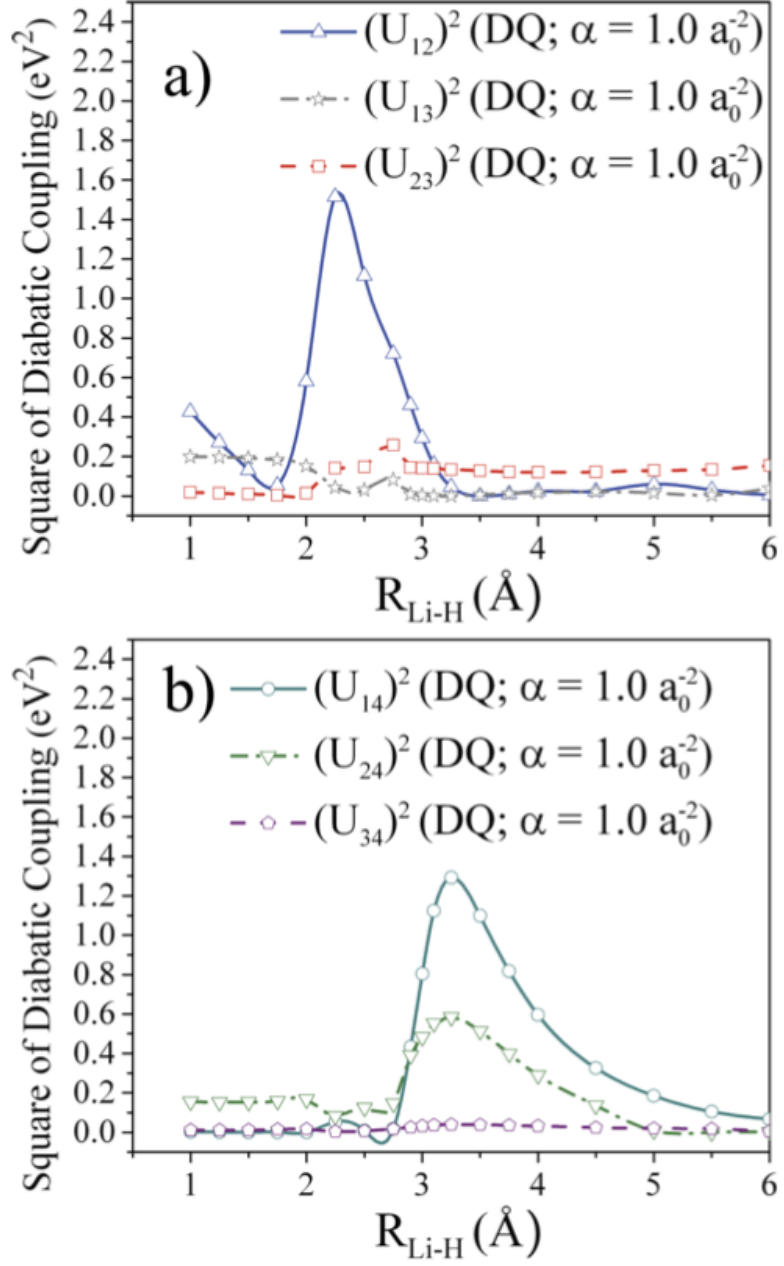 a)
(U₁₂)² (DQ; α = 1.0 a₀⁻²)
(U₁₃)² (DQ; α = 1.0 a₀⁻²)
(U₂₃)² (DQ; α = 1.0 a₀⁻²)
Square of Diabatic Coupling (eV²)
2.4
2.2
2.0
1.8
1.6
1.4
1.2
1.0
0.8
0.6
0.4
0.2
0.0
1 2 3 4 5 6
R_Li-H (Å)
b)
(U₁₄)² (DQ; α = 1.0 a₀⁻²)
(U₂₄)² (DQ; α = 1.0 a₀⁻²)
(U₃₄)² (DQ; α = 1.0 a₀⁻²)
Square of Diabatic Coupling (eV²)
2.4
2.2
2.0
1.8
1.6
1.4
1.2
1.0
0.8
0.6
0.4
0.2
0.0
1 2 3 4 5 6
R_Li-H (Å)